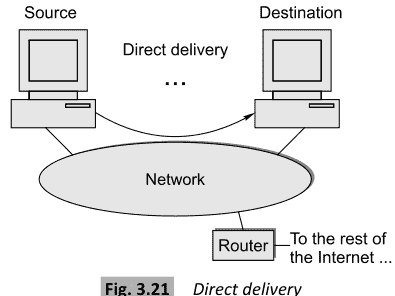 Source
Destination
Direct delivery
...
Network
Router
To the rest of
the Internet ...
Fig. 3.21 Direct delivery